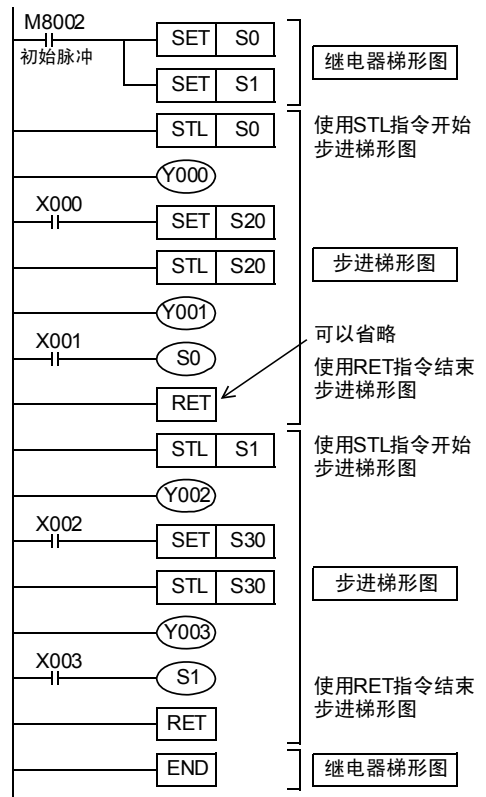 M8002
SET S0
初始脉冲
继电器梯形图
SET S1
STL S0
使用STL指令开始
步进梯形图
Y000
X000
SET S20
STL S20
步进梯形图
Y001
X001
可以省略
S0
使用RET指令结束
步进梯形图
RET
STL S1
使用STL指令开始
步进梯形图
Y002
X002
SET S30
STL S30
步进梯形图
Y003
X003
S1
使用RET指令结束
步进梯形图
RET
END
继电器梯形图